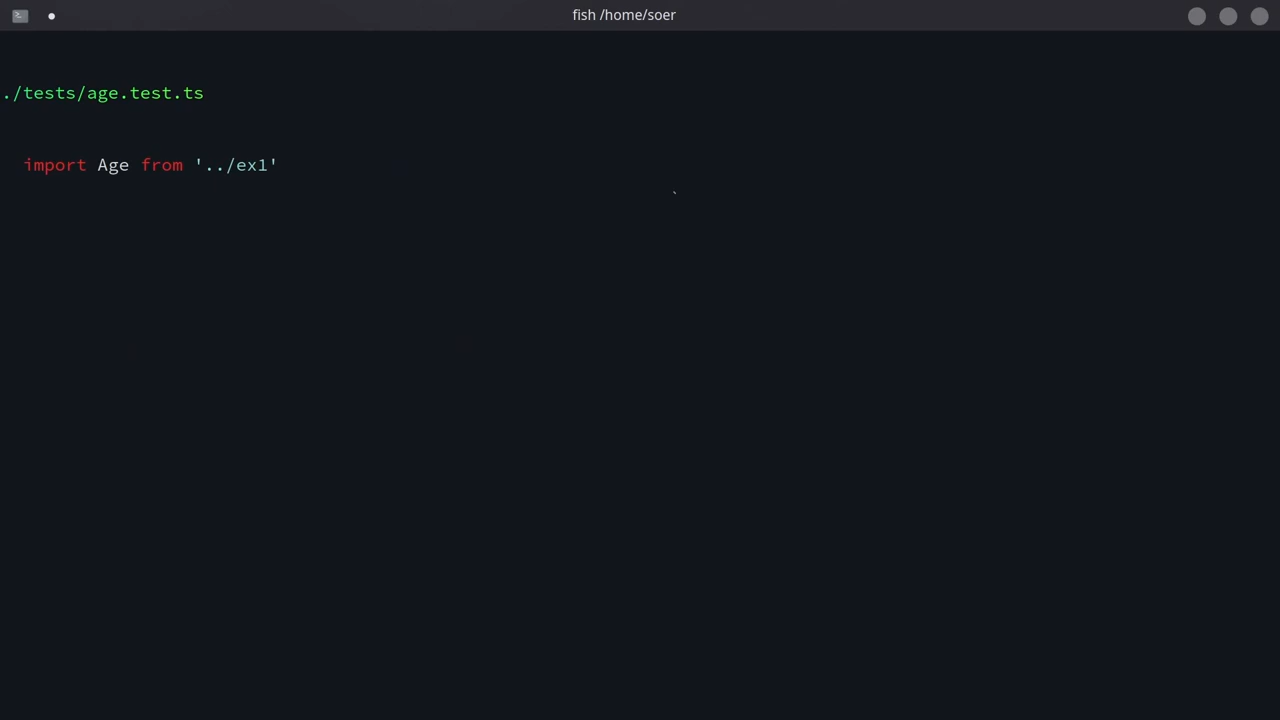 fish /home/soer
./tests/age.test.ts
import Age from '../ex1'